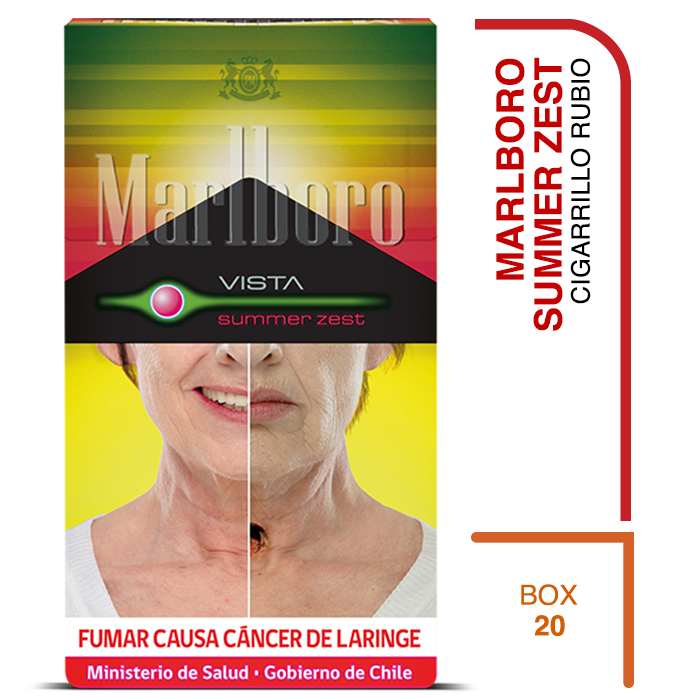 Marlboro
VISTA
summer zest
FUMAR CAUSA CÁNCER DE LARINGE
Ministerio de Salud • Gobierno de Chile
MARLBORO
SUMMER ZEST
CIGARRILLO RUBIO
BOX
20